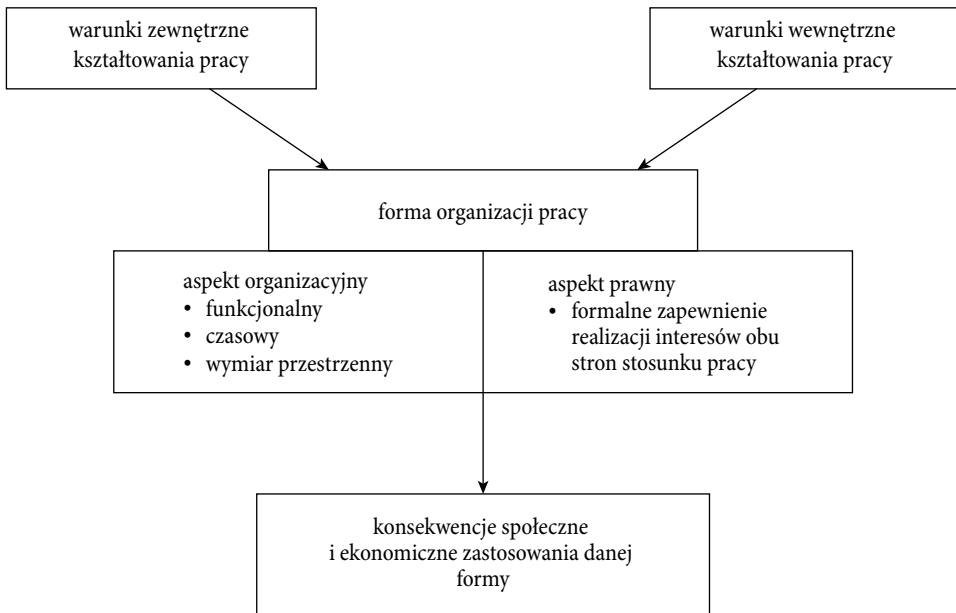 warunki zewnętrzne
kształtowania pracy
warunki wewnętrzne
kształtowania pracy
forma organizacji pracy
aspekt organizacyjny
• funkcjonalny
• czasowy
• wymiar przestrzenny
aspekt prawny
• formalne zapewnienie
realizacji interesów obu
stron stosunku pracy
konsekwencje społeczne
i ekonomiczne zastosowania danej
formy